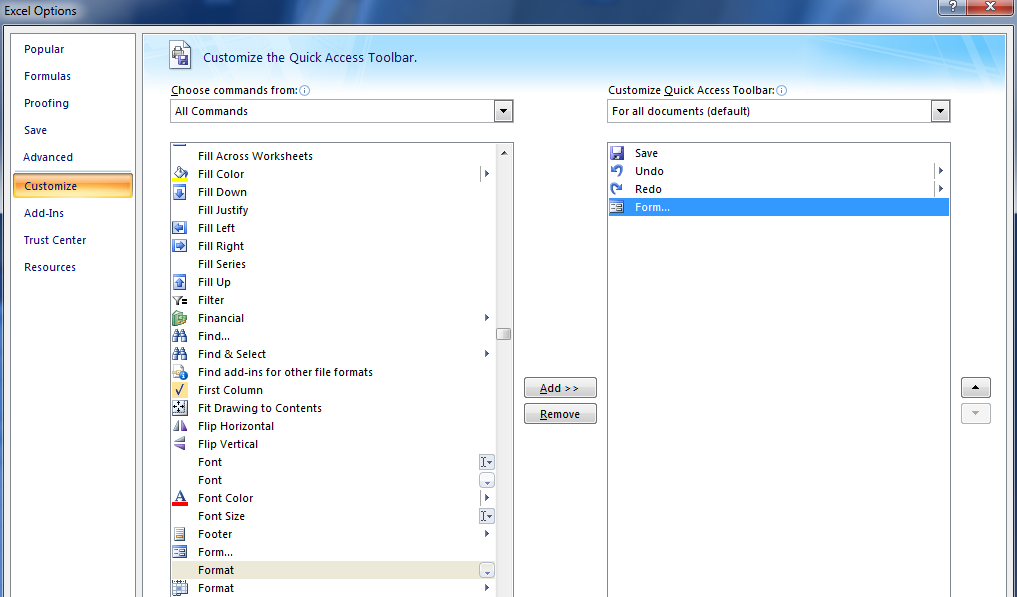 Excel Options
?
Popular
Formulas
Proofing
Save
Advanced
Customize
Add-Ins
Trust Center
Resources
Customize the Quick Access Toolbar.
Choose commands from:
All Commands
Fill Across Worksheets
Fill Color
Fill Down
Fill Justify
Fill Left
Fill Right
Fill Series
Fill Up
Filter
Financial
Find...
Find & Select
Find add-ins for other file formats
First Column
Fit Drawing to Contents
Flip Horizontal
Flip Vertical
Font
Font
Font Color
Font Size
Footer
Form...
Format
Format
Add >>
Remove
Customize Quick Access Toolbar:
For all documents (default)
Save
Undo
Redo
Form...